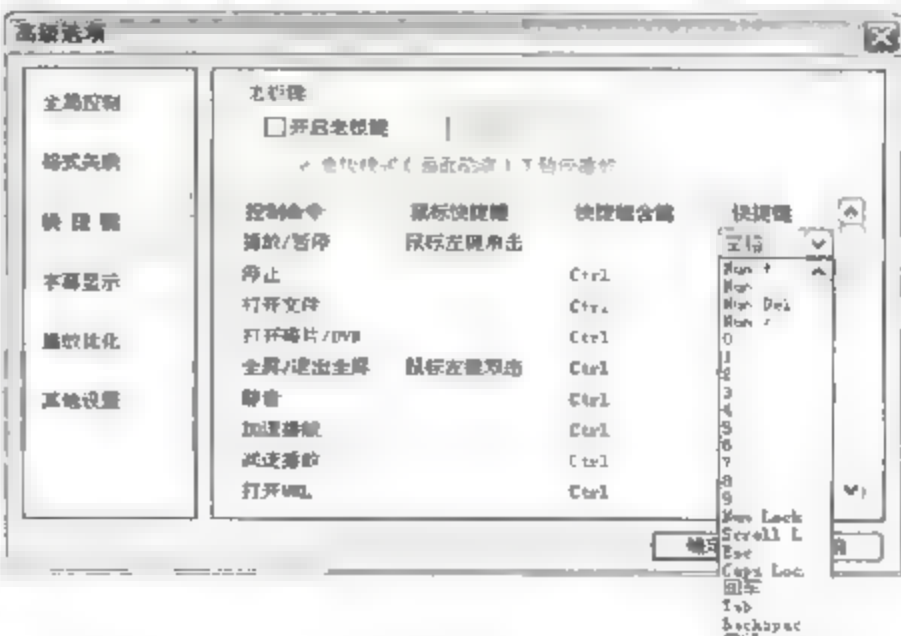 高级选项
全局控制
格式关联
快捷键
字幕显示
播放优化
其他设置
老板键
开启老板键
控制命令 鼠标快捷键 快捷组合键 快捷键
播放/暂停 鼠标左键单击 空格
停止 Ctrl
打开文件 Ctrl
打开碟片/DVD Ctrl
全屏/退出全屏 鼠标左键双击 Ctrl
静音 Ctrl
加速播放 Ctrl
减速播放 Ctrl
打开URL Ctrl
Num +
Num
Num Del
Num
0
1
2
3
4
5
6
7
8
9
Num Lock
Scroll L
Esc
Caps Loc
回车
Tab
Backspac